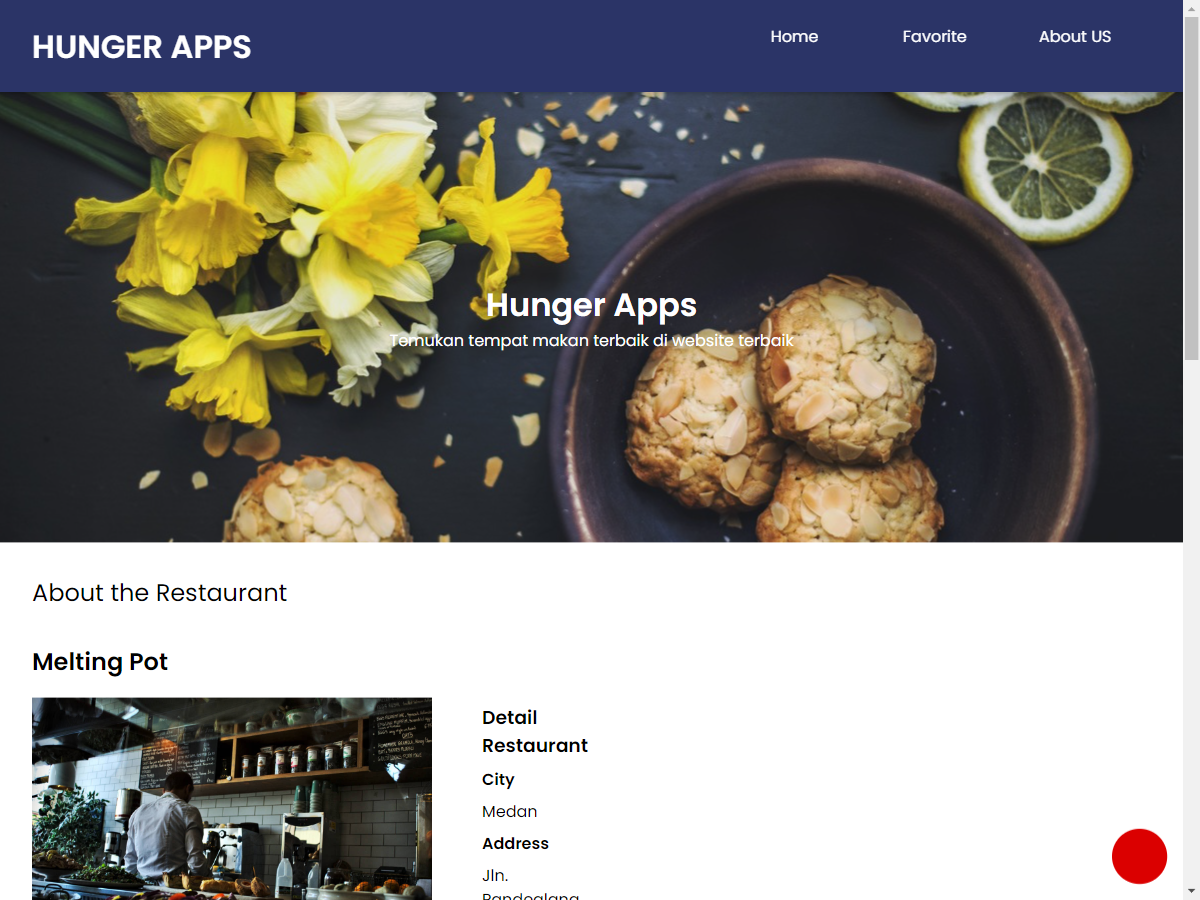 HUNGER APPS
Home
Favorite
About US
Hunger Apps
Temukan tempat makan terbaik di website terbaik
About the Restaurant
Melting Pot
Detail
Restaurant
City
Medan
Address
Jln.
Pandeglang